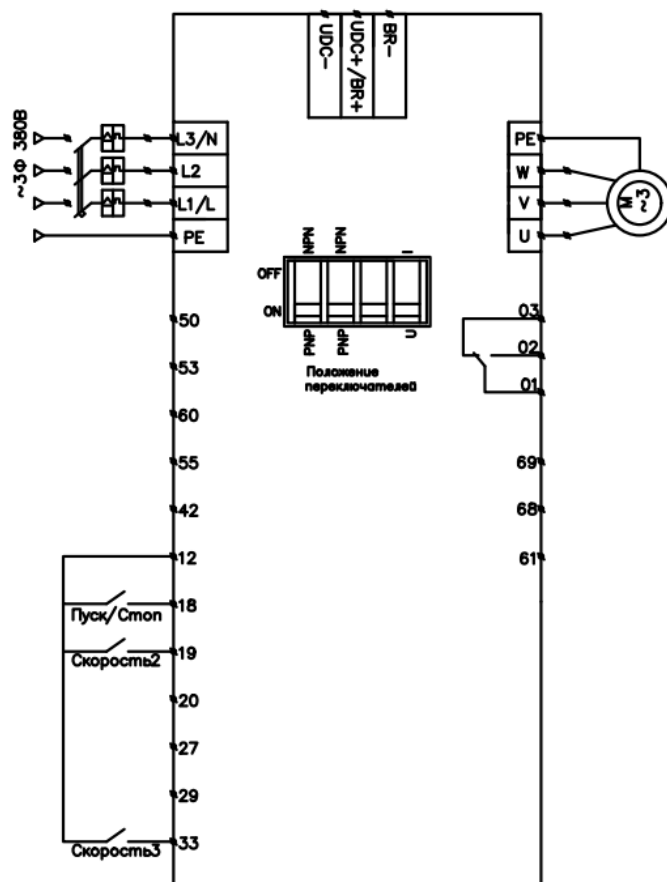 UDC-
UDC+/BR+
BR-
~3Ф 380В
L3/N
L2
L1/L
PE
PE
W
V
U
M
3
~
NPN
NPN
I
OFF
ON
PNP
PNP
U
Положение
переключателей
50
53
60
55
42
12
18
Пуск/Стоп
19
Скорость2
20
27
29
33
Скорость3
03
02
01
69
68
61